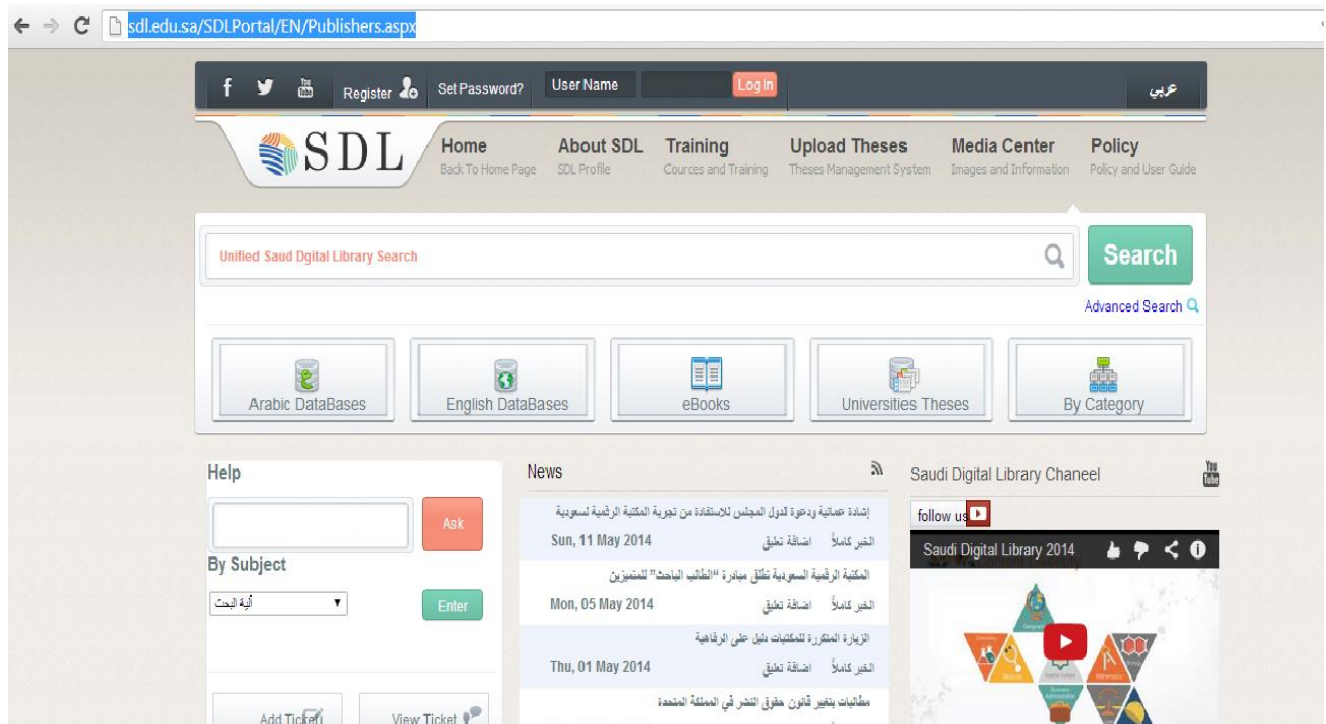 sdl.edu.sa/SDLPortal/EN/Publishers.aspx
f You Tube Register Set Password? User Name Log In عربي
SDL
Home About SDL Training Upload Theses Media Center Policy
Back To Home Page SDL Profile Cources and Training Theses Management System Images and Information Policy and User Guide
Unified Saud Dgital Library Search Search
Advanced Search
Arabic DataBases English DataBases eBooks Universities Theses By Category
Help
Ask
By Subject
ألية البحث Enter
Add Ticket View Ticket
News
إشادة عمانية ودعوة لدول المجلس للاستفادة من تجربة المكتبة الرقمية لسعودية
الخبر كاملاً اضافة تعليق Sun, 11 May 2014
المكتبة الرقمية السعودية تطلق مبادرة "الطالب الباحث" للمتميزين
الخبر كاملاً اضافة تعليق Mon, 05 May 2014
الزيارة المتكررة للمكتبات دليل على الرفاهية
الخبر كاملاً اضافة تعليق Thu, 01 May 2014
مطالبات بتغيير قانون حقوق النشر في المملكة المتحدة
Saudi Digital Library Chaneel You Tube
follow us
Saudi Digital Library 2014